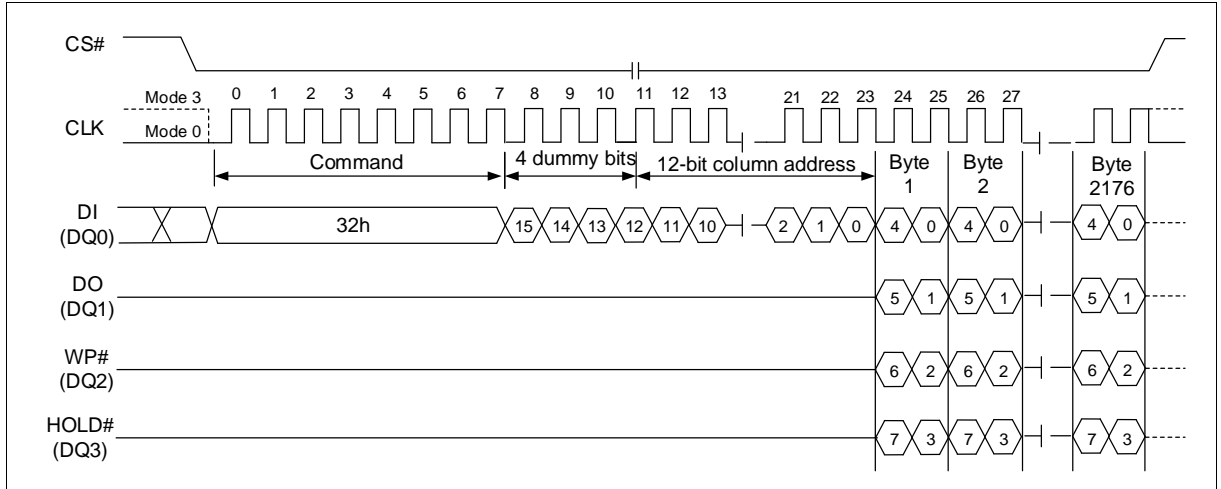 CS#
Mode 3 0 1 2 3 4 5 6 7 8 9 10 11 12 13 21 22 23 24 25 26 27
CLK
Mode 0
Command 4 dummy bits 12-bit column address Byte 1 Byte 2 Byte 2176
DI (DQ0) 32h 15 14 13 12 11 10 2 1 0 4 0 4 0 4 0
DO (DQ1) 5 1 5 1 5 1
WP# (DQ2) 6 2 6 2 6 2
HOLD# (DQ3) 7 3 7 3 7 3